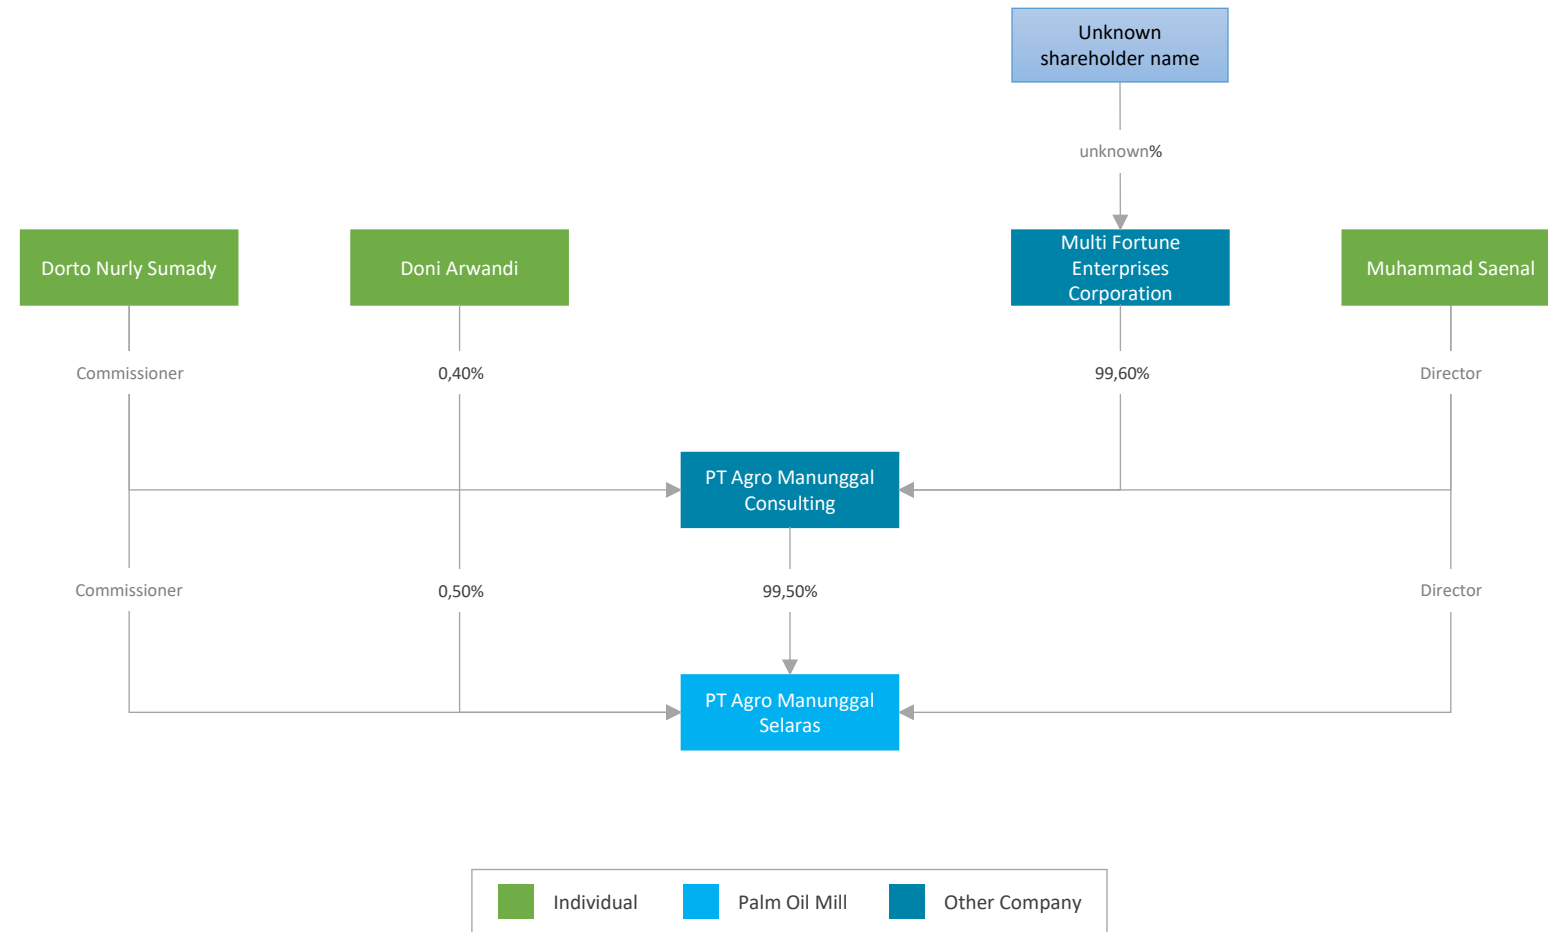 Unknown
shareholder name
unknown%
Dorto Nurly Sumady
Doni Arwandi
Multi Fortune
Enterprises
Corporation
Muhammad Saenal
Commissioner
0,40%
99,60%
Director
PT Agro Manunggal
Consulting
Commissioner
0,50%
99,50%
Director
PT Agro Manunggal
Selaras
Individual
Palm Oil Mill
Other Company